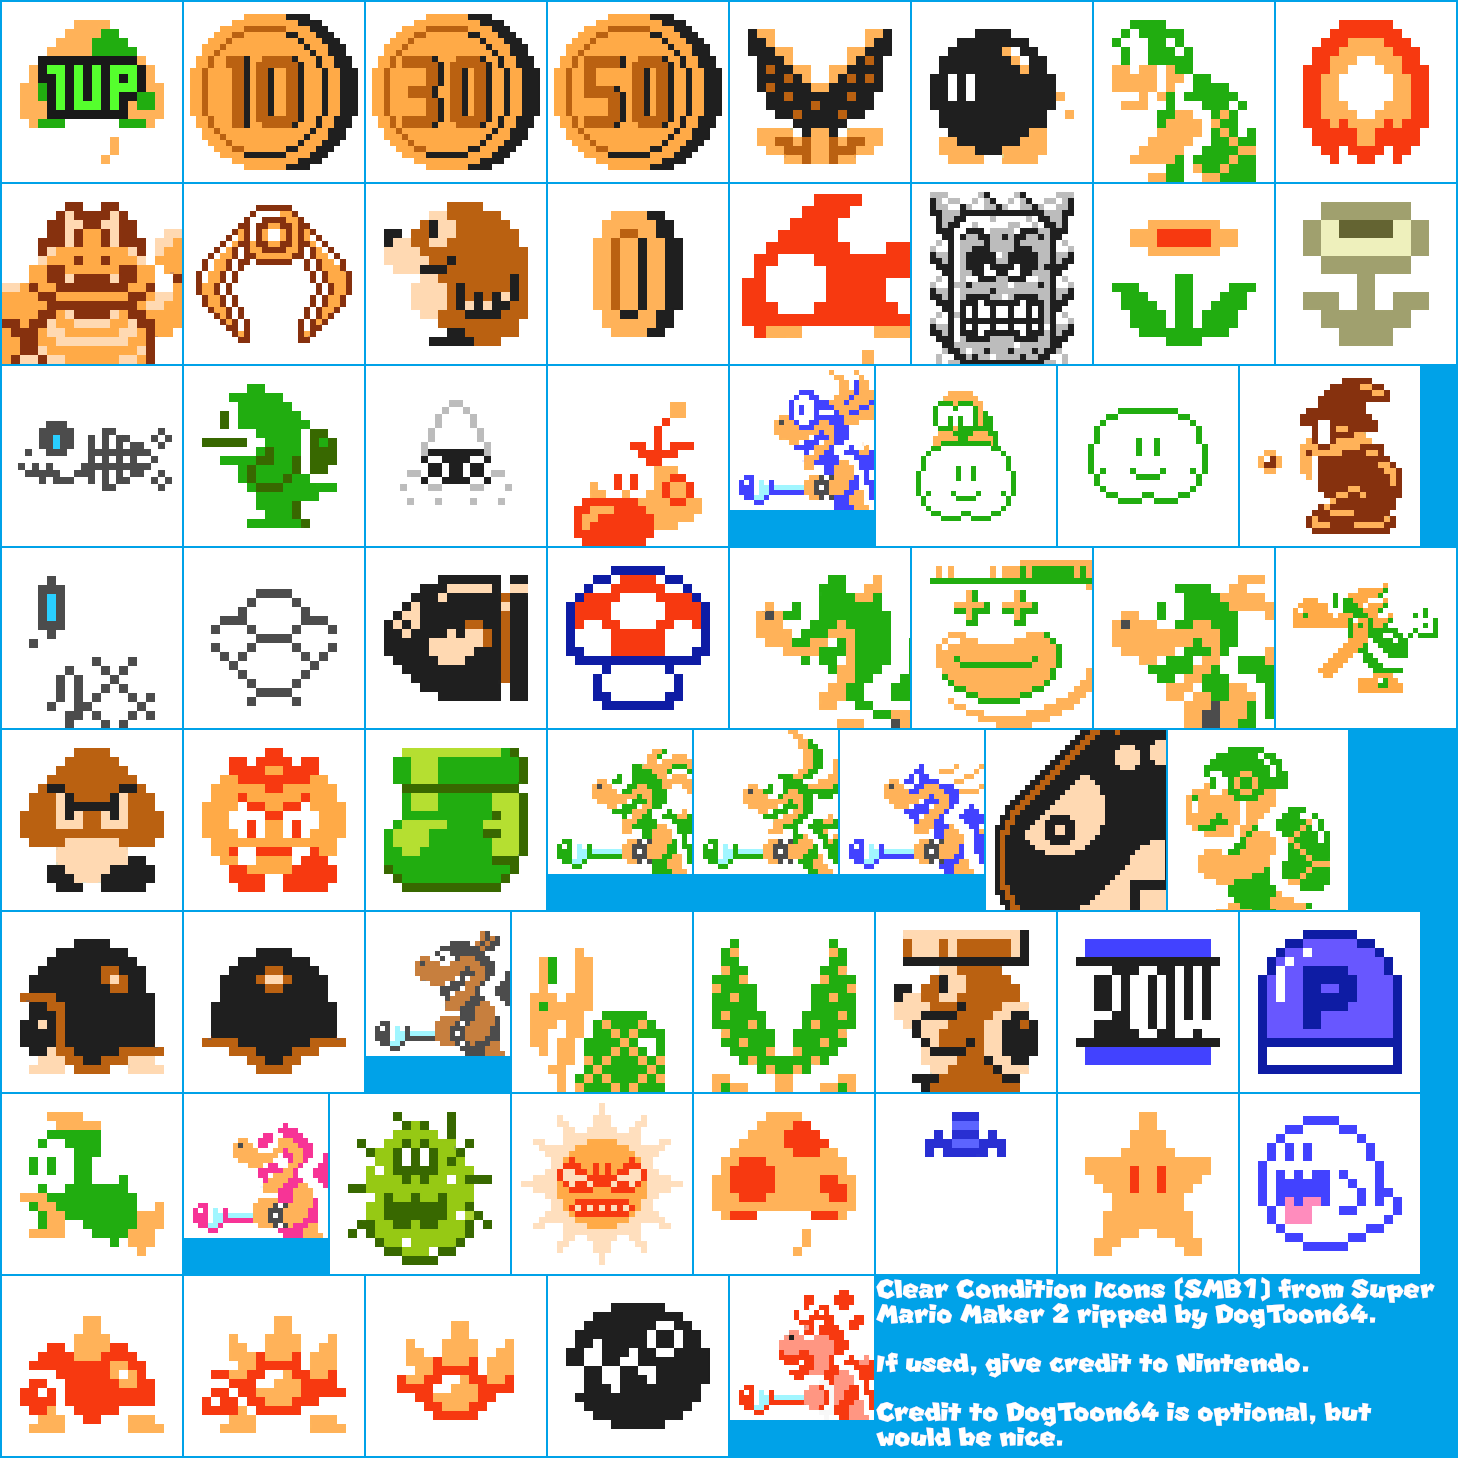 1UP
10
30
50
P
Clear Condition Icons (SMB1) from Super
Mario Maker 2 ripped by DogToon64.
If used, give credit to Nintendo.
Credit to DogToon64 is optional, but
would be nice.